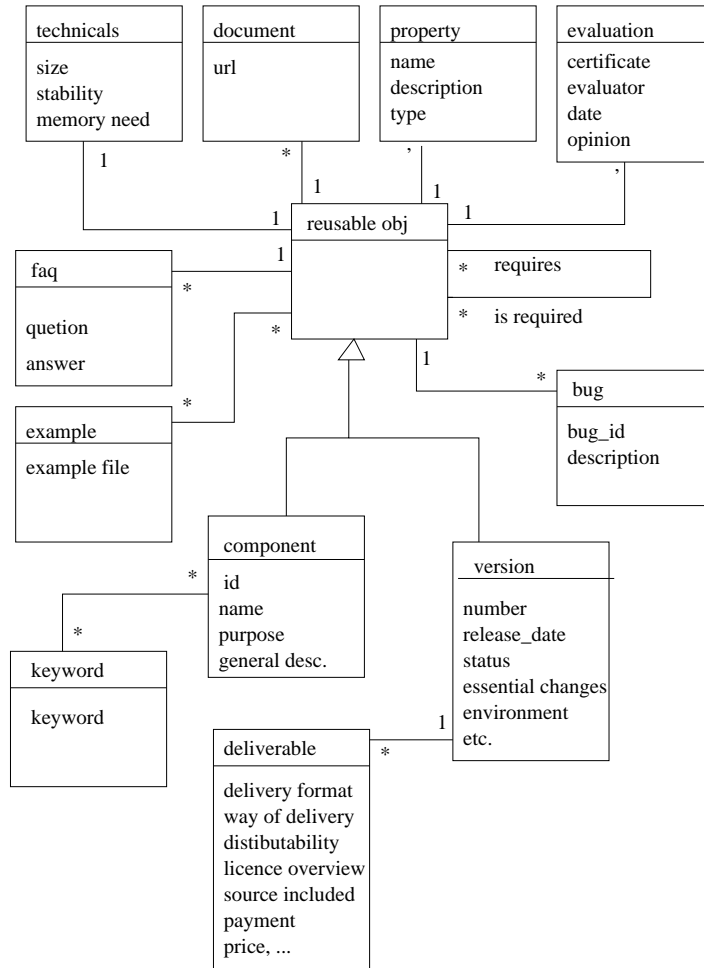 technicals
size
stability
memory need
document
url
property
name
description
type
evaluation
certificate
evaluator
date
opinion
1
*
,
,
1
1
1
1
reusable obj
1
faq
quetion
answer
*
*
requires
*
is required
*
1
*
bug
bug_id
description
example
example file
*
component
id
name
purpose
general desc.
*
version
number
release_date
status
essential changes
environment
etc.
*
keyword
keyword
1
*
deliverable
delivery format
way of delivery
distibutability
licence overview
source included
payment
price, ...